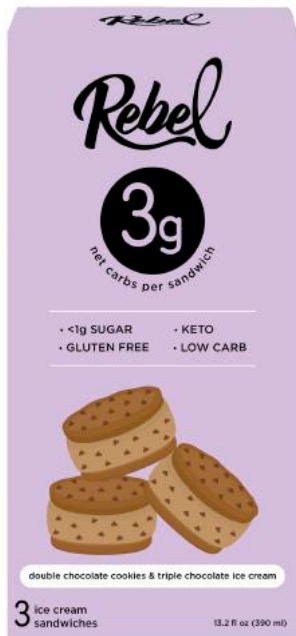 Rebel
Rebel
3g
net carbs per sandwich
• <1g SUGAR • KETO
• GLUTEN FREE • LOW CARB
double chocolate cookies & triple chocolate ice cream
3 ice cream
sandwiches
13.2 fl oz (390 ml)